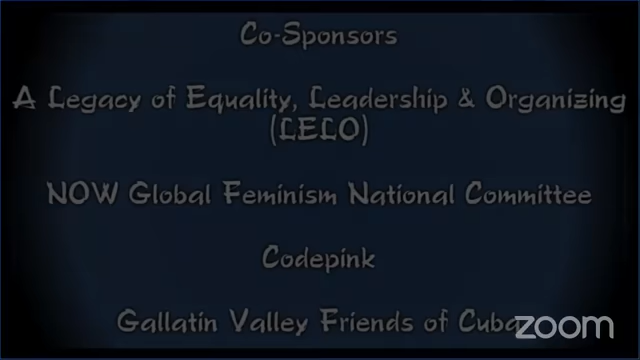 Co-Sponsors
A Legacy of Equality, Leadership & Organizing
(LELO)
NOW Global Feminism National Committee
Codepink
Gallatin Valley Friends of Cuba
zoom